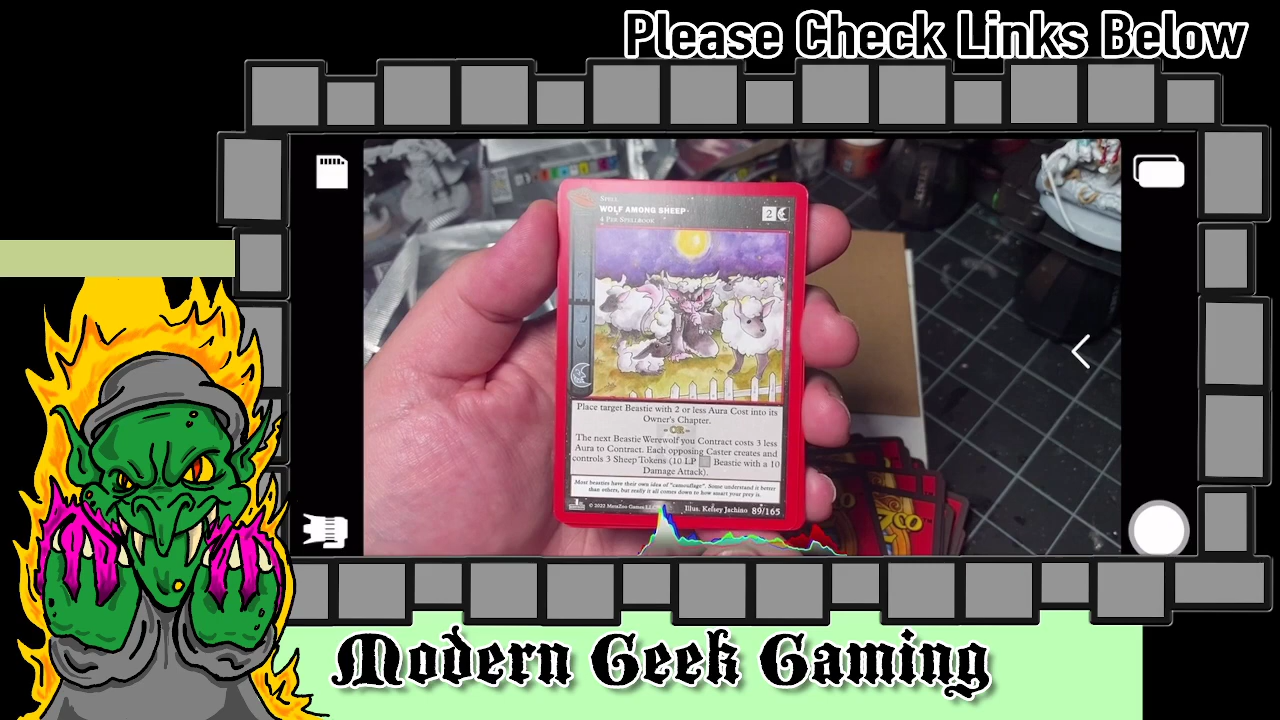 Please Check Links Below
SPELL
WOLF AMONG SHEEP
4 PER SPELLBOOK
2
Place target Beastie with 2 or less Aura Cost into its
Owner's Chapter.
- OR -
The next Beastie Werewolf you Contract costs 3 less
Aura to Contract. Each opposing Caster creates and
controls 3 Sheep Tokens (10 LP Beastie with a 10
Damage Attack).
Most beasties have their own idea of "camouflage". Some understand it better
than others, but really it all comes down to how smart your prey is.
© 2022 MetaZoo Games LLC Illus. Kelsey Jachino 89/165
Modern Geek Gaming